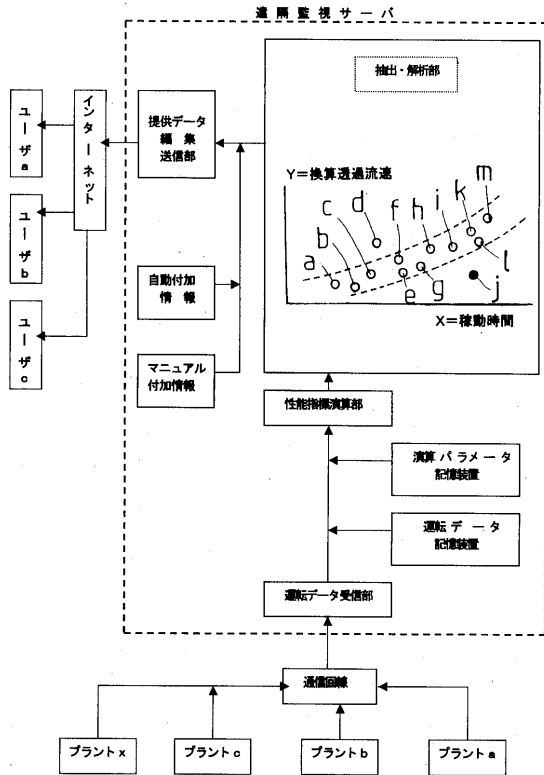 遠隔監視サーバ
抽出・解析部
Y=換算透過流速
a
b
c
d
e
f
g
h
i
j
k
l
m
X=稼動時間
提供データ
編集
送信部
インターネット
ユーザa
ユーザb
ユーザc
自動付加
情報
マニュアル
付加情報
性能指標演算部
演算パラメータ
記憶装置
運転データ
記憶装置
運転データ受信部
通信回線
プラントx
プラントc
プラントb
プラントa